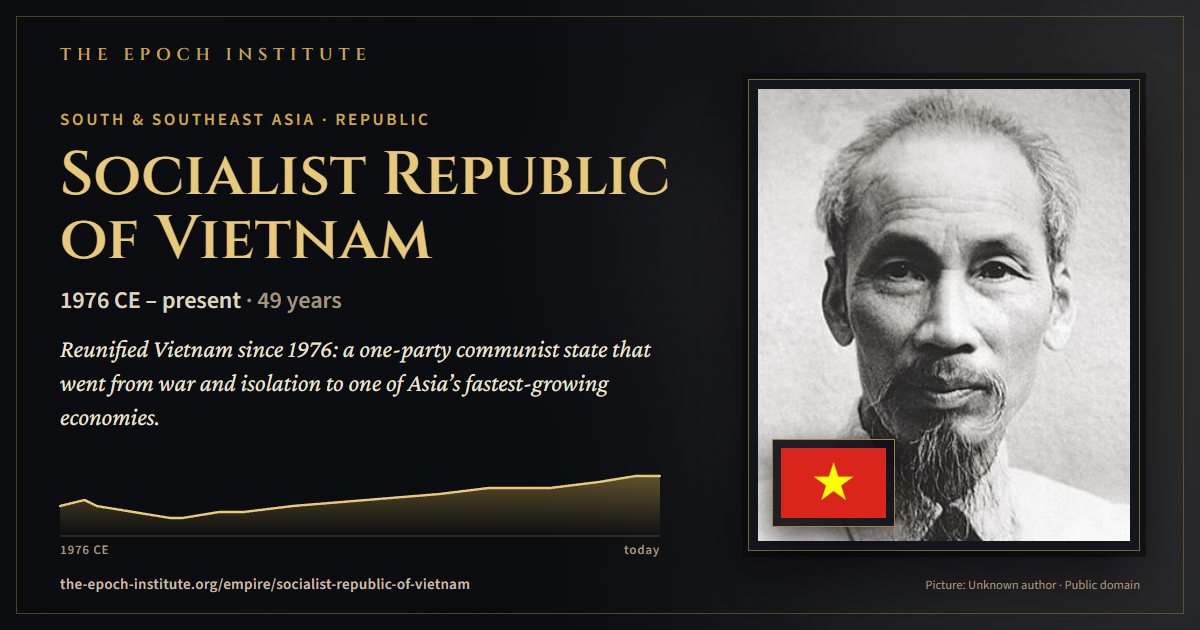 THE EPOCH INSTITUTE
SOUTH & SOUTHEAST ASIA · REPUBLIC
SOCIALIST REPUBLIC
OF VIETNAM
1976 CE – present · 49 years
Reunified Vietnam since 1976: a one-party communist state that
went from war and isolation to one of Asia’s fastest-growing
economies.
1976 CE
today
the-epoch-institute.org/empire/socialist-republic-of-vietnam
Picture: Unknown author · Public domain